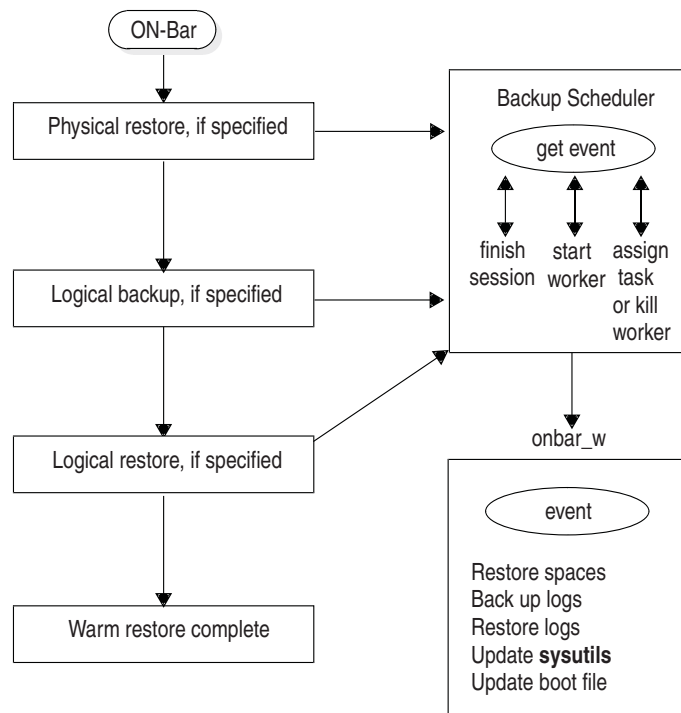 ON-Bar
Physical restore, if specified
Logical backup, if specified
Logical restore, if specified
Warm restore complete
Backup Scheduler
get event
finish
session
start
worker
assign
task
or kill
worker
onbar_w
event
Restore spaces
Back up logs
Restore logs
Update sysutils
Update boot file